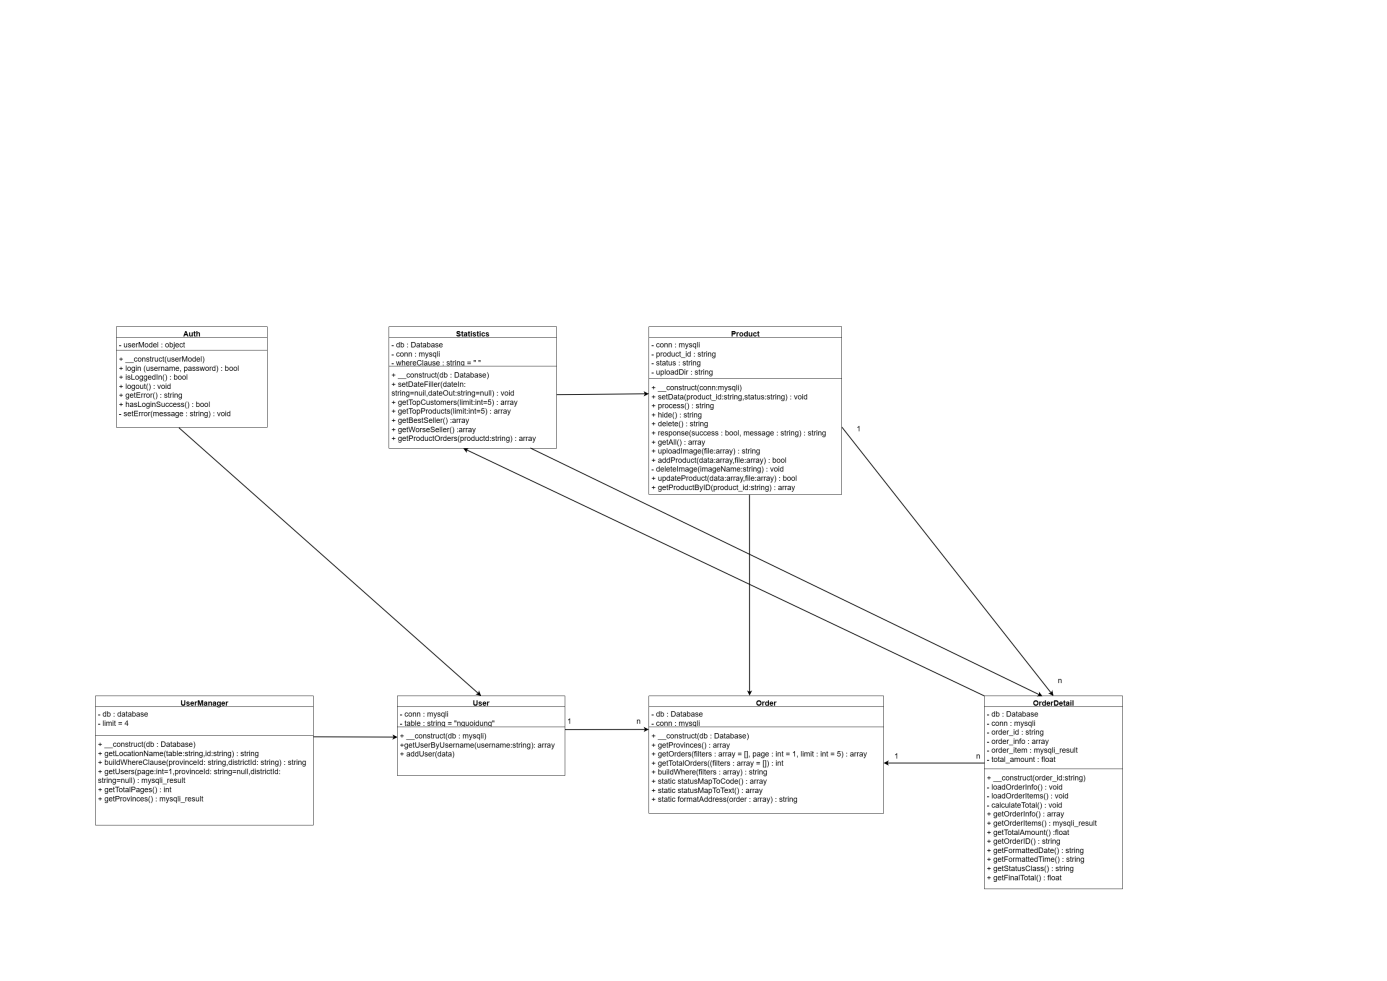 Auth
- userModel : object
+ __construct(userModel)
+ login (username, password) : bool
+ isLoggedIn() : bool
+ logout() : void
+ getError() : string
+ hasLoginSuccess() : bool
- setError(message : string) : void
Statistics
- db : Database
- conn : mysqli
- whereClause : string = " "
+ __construct(db : Database)
+ setDateFiller(dateIn:
string=null,dateOut:string=null) : void
+ getTopCustomers(limit:int=5) : array
+ getTopProducts(limit:int=5) : array
+ getBestSeller() :array
+ getWorseSeller() :array
+ getProductOrders(productd:string) : array
Product
- conn : mysqli
- product_id : string
- status : string
- uploadDir : string
+ __construct(conn:mysqli)
+ setData(product_id:string,status:string) : void
+ process() : string
+ hide() : string
+ delete() : string
+ response(success : bool, message : string) : string
+ getAll() : array
+ uploadImage(file:array) : string
+ addProduct(data:array,file:array) : bool
- deleteImage(imageName:string) : void
+ updateProduct(data:array,file:array) : bool
+ getProductByID(product_id:string) : array
1
n
UserManager
- db : database
- limit = 4
+ __construct(db : Database)
+ getLocationName(table:string,id:string) : string
+ buildWhereClause(provinceId: string,districtId: string) : string
+ getUsers(page:int=1,provinceId: string=null,districtId:
string=null) : mysqli_result
+ getTotalPages() : int
+ getProvinces() : mysqli_result
User
- conn : mysqli
- table : string = "nguoidung"
+ __construct(db : mysqli)
+getUserByUsername(username:string): array
+ addUser(data)
1
n
Order
- db : Database
- conn : mysqli
+ __construct(db : Database)
+ getProvinces() : array
+ getOrders(filters : array = [], page : int = 1, limit : int = 5) : array
+ getTotalOrders((filters : array = []) : int
+ buildWhere(filters : array) : string
+ static statusMapToCode() : array
+ static statusMapToText() : array
+ static formatAddress(order : array) : string
1
n
OrderDetail
- db : Database
- conn : mysqli
- order_id : string
- order_info : array
- order_item : mysqli_result
- total_amount : float
+ __construct(order_id:string)
- loadOrderInfo() : void
- loadOrderItems() : void
- calculateTotal() : void
+ getOrderInfo() : array
+ getOrderItems() : mysqli_result
+ getTotalAmount() :float
+ getOrderID() : string
+ getFormattedDate() : string
+ getFormattedTime() : string
+ getStatusClass() : string
+ getFinalTotal() : float